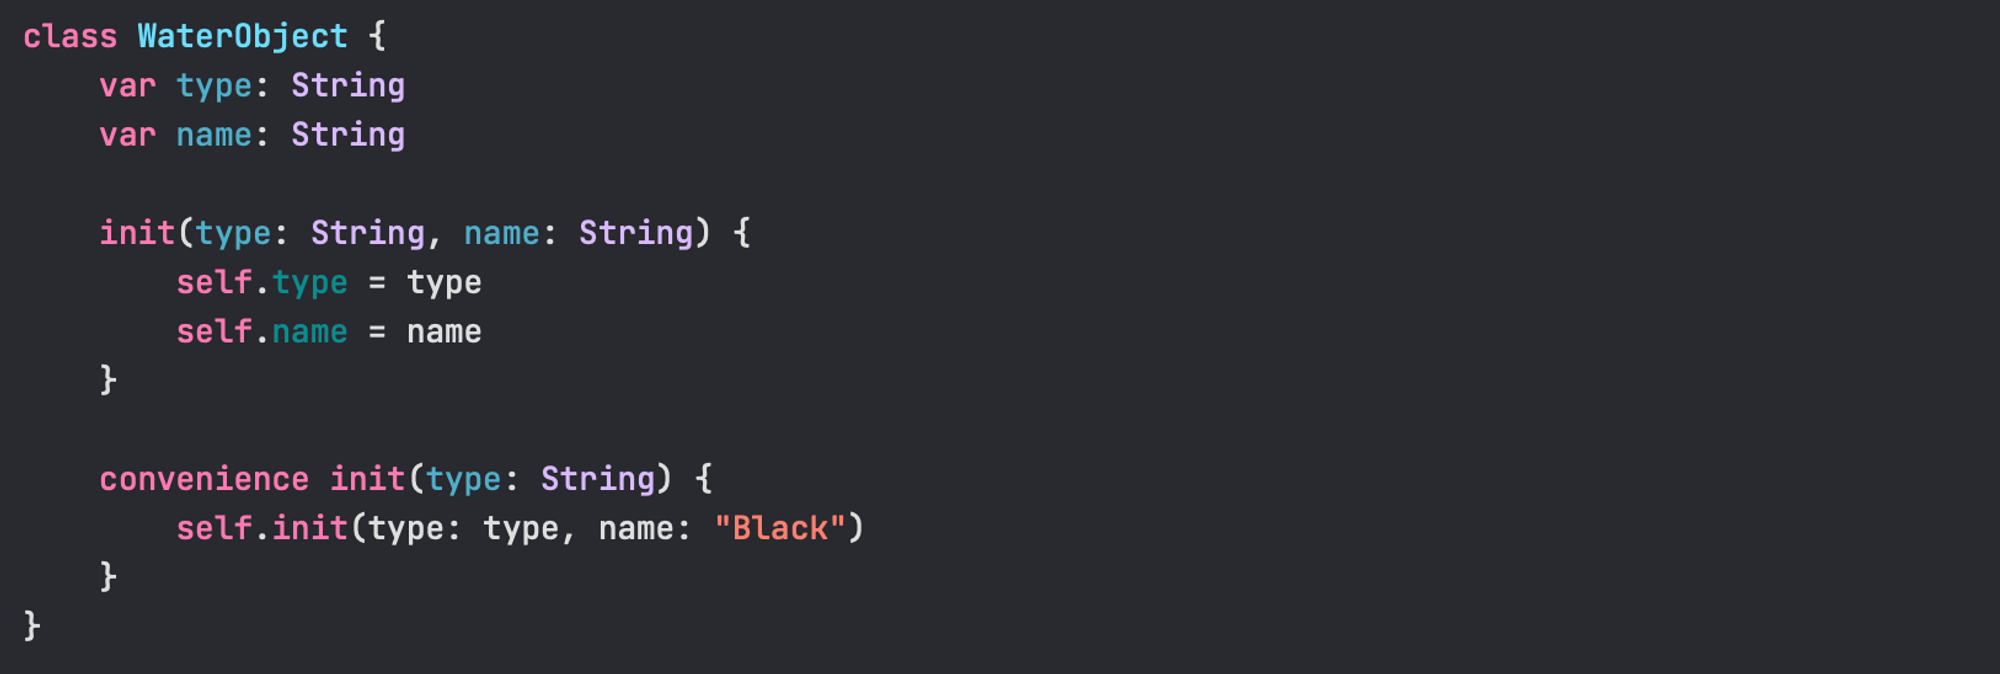 class WaterObject {
    var type: String
    var name: String

    init(type: String, name: String) {
        self.type = type
        self.name = name
    }

    convenience init(type: String) {
        self.init(type: type, name: "Black")
    }
}